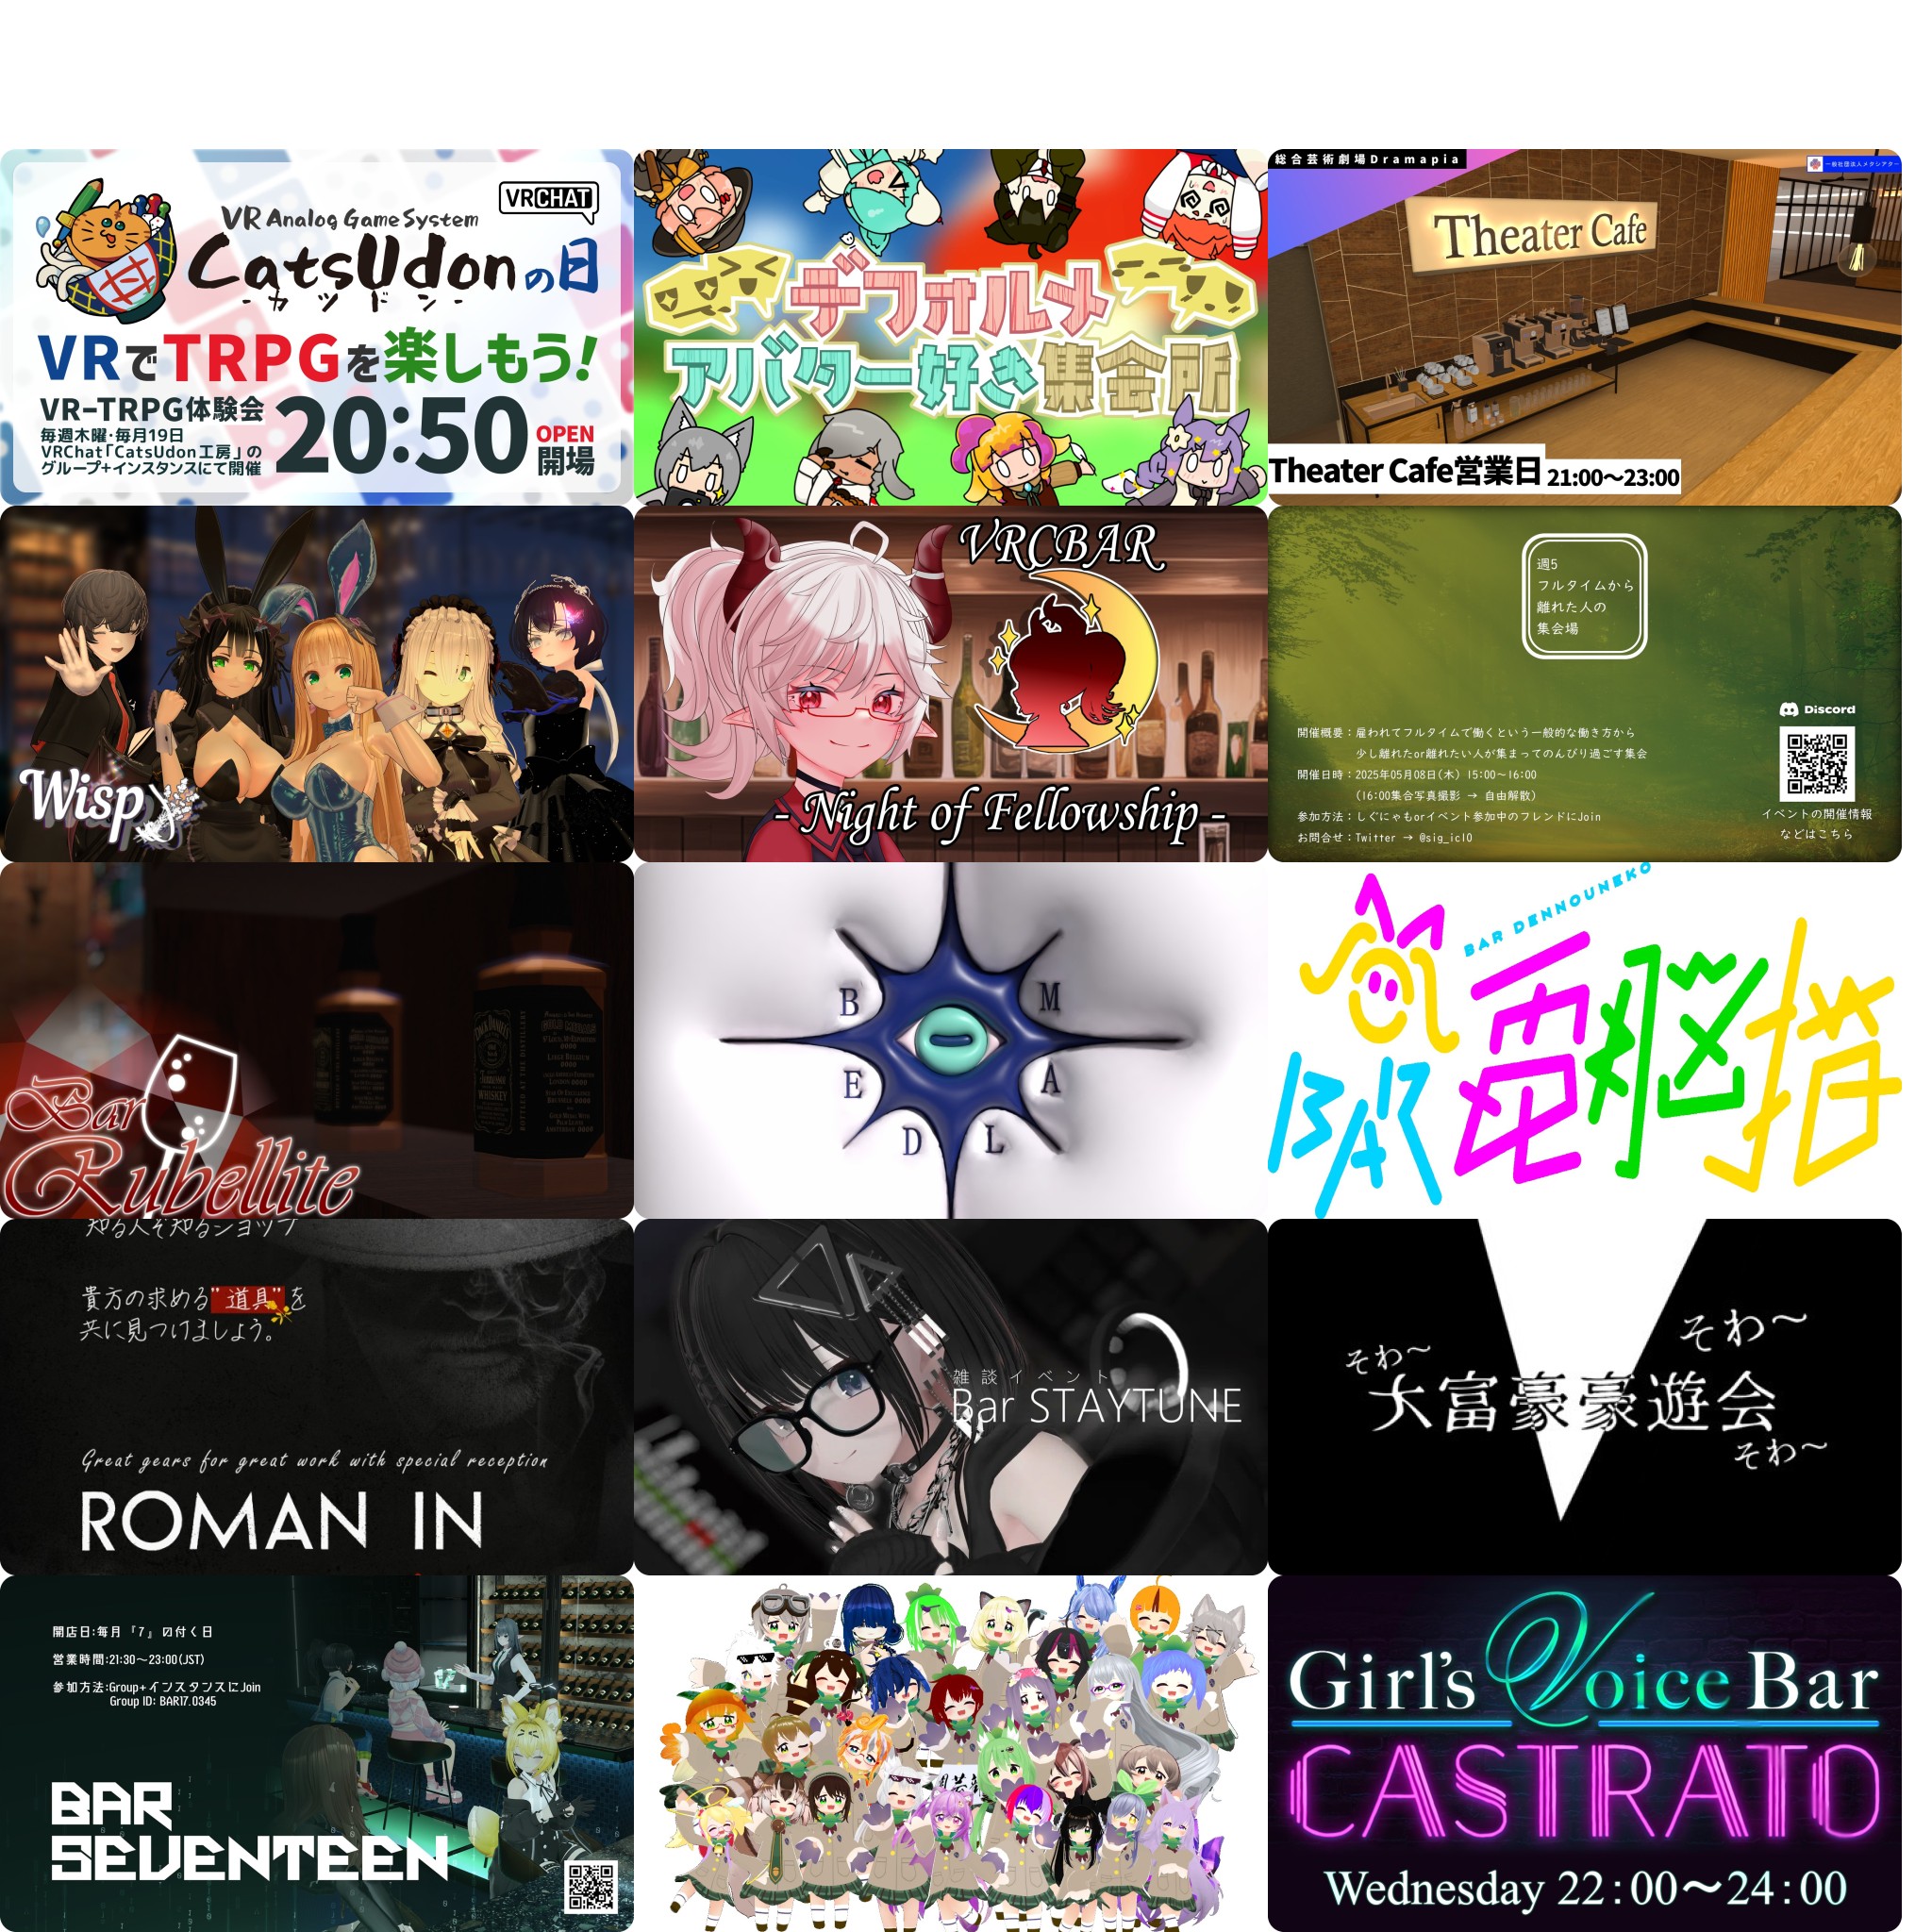 VR Analog Game System
VRCHAT
CatsUdonの日
-カツドン-
VRでTRPGを楽しもう!
VR-TRPG体験会
毎週木曜・毎月19日
VRChat「CatsUdon工房」の
グループ+インスタンスにて開催
20:50
OPEN
開場
デフォルメ
アバター好き集会所
総合芸術劇場Dramapia
一般社団法人メタシアター
Theater Cafe
Theater Cafe営業日 21:00〜23:00
Wisp
VRCBAR
- Night of Fellowship -
週5
フルタイムから
離れた人の
集会場
開催概要:雇われてフルタイムで働くという一般的な働き方から
少し離れたor離れたい人が集まってのんびり過ごす集会
開催日時:2025年05月08日(木) 15:00〜16:00
(16:00集合写真撮影 → 自由解散)
参加方法:しぐにゃもorイベント参加中のフレンドにJoin
お問合せ:Twitter → @sig_icl0
Discord
イベントの開催情報
などはこちら
Bar
Rubellite
B M
E A
D L
BAR DENNOUNEKO
BAR 電脳猫
知る人ぞ知るショップ
貴方の求める"道具"を
共に見つけましょう。
Great gears for great work with special reception
ROMAN IN
雑談イベント
Bar STAYTUNE
そわ〜
そわ〜
大富豪豪遊会
そわ〜
開店日:毎月『7』の付く日
営業時間:21:30〜23:00(JST)
参加方法:Group+インスタンスにJoin
Group ID: BAR17.0345
BAR
SEVENTEEN
Girl's Voice Bar
CASTRATO
Wednesday 22:00〜24:00